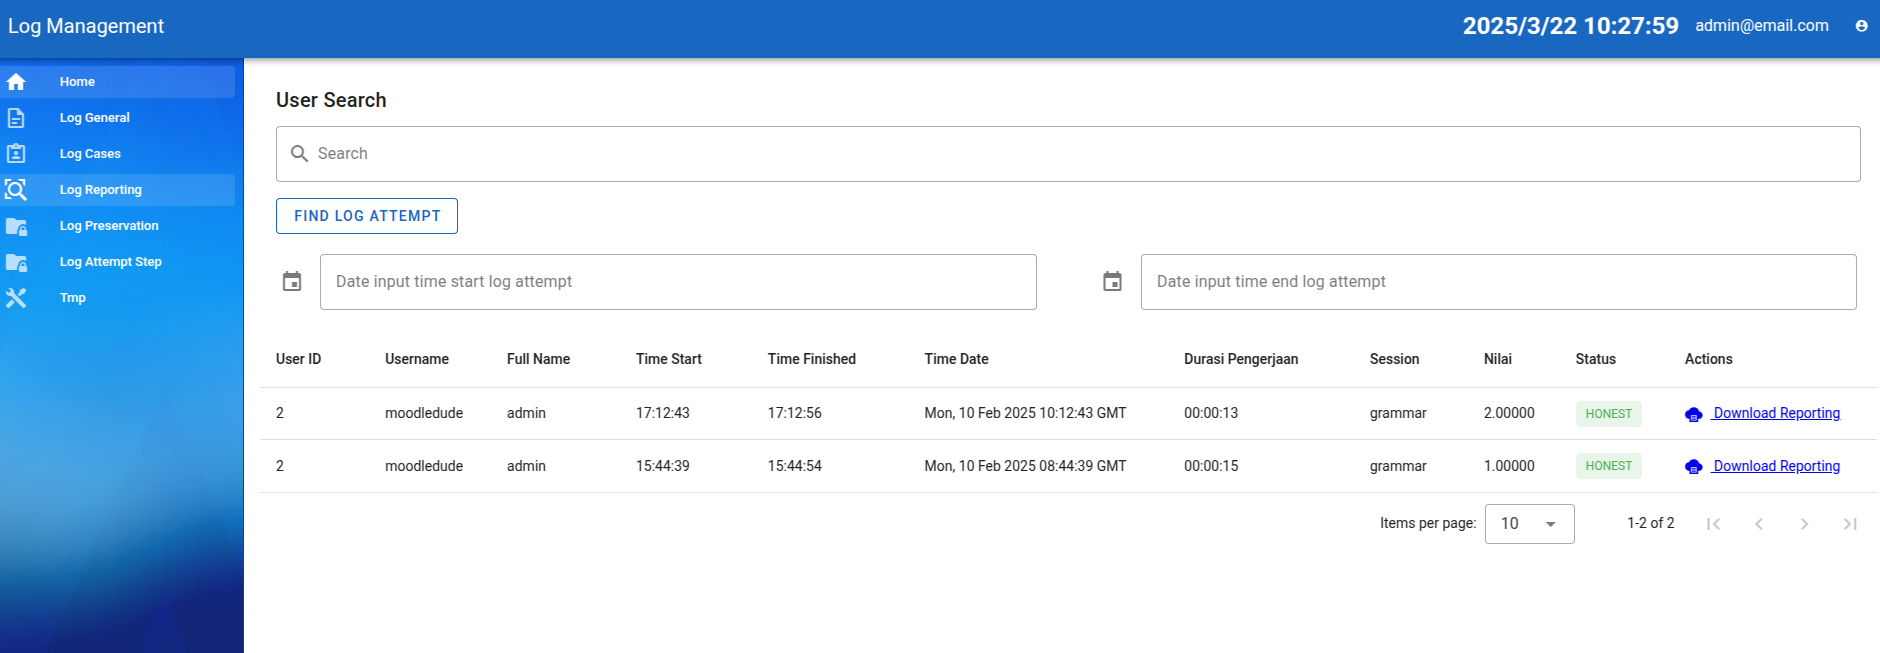 Log Management
2025/3/22 10:27:59 admin@email.com
Home
Log General
Log Cases
Log Reporting
Log Preservation
Log Attempt Step
Tmp
User Search
Search
FIND LOG ATTEMPT
Date input time start log attempt
Date input time end log attempt
User ID Username Full Name Time Start Time Finished Time Date Durasi Pengerjaan Session Nilai Status Actions
2 moodledude admin 17:12:43 17:12:56 Mon, 10 Feb 2025 10:12:43 GMT 00:00:13 grammar 2.00000 HONEST Download Reporting
2 moodledude admin 15:44:39 15:44:54 Mon, 10 Feb 2025 08:44:39 GMT 00:00:15 grammar 1.00000 HONEST Download Reporting
Items per page: 10 1-2 of 2